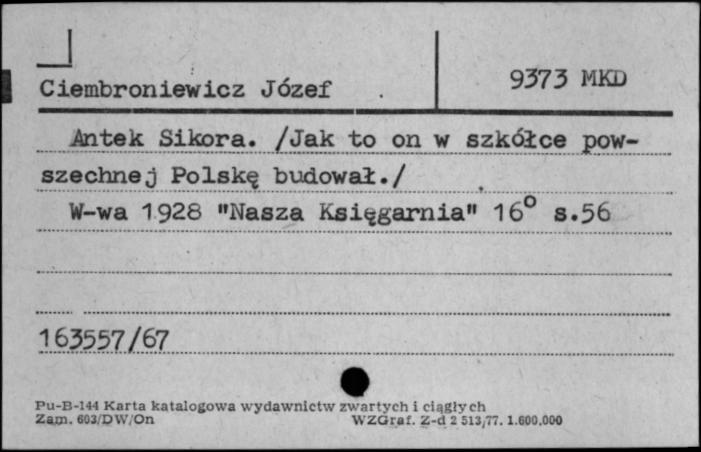 Ciembroniewicz Józef
9373 MKD
Antek Sikora. /Jak to on w szkółce pow-
szechnej Polskę budował./
W-wa 1928 "Nasza Księgarnia" 16° s.56
163557/67
Pu-B-144 Karta katalogowa wydawnictw zwartych i ciągłych
Zam. 603/DW/On WZGraf. Z-d 2 513/77. 1.600.000